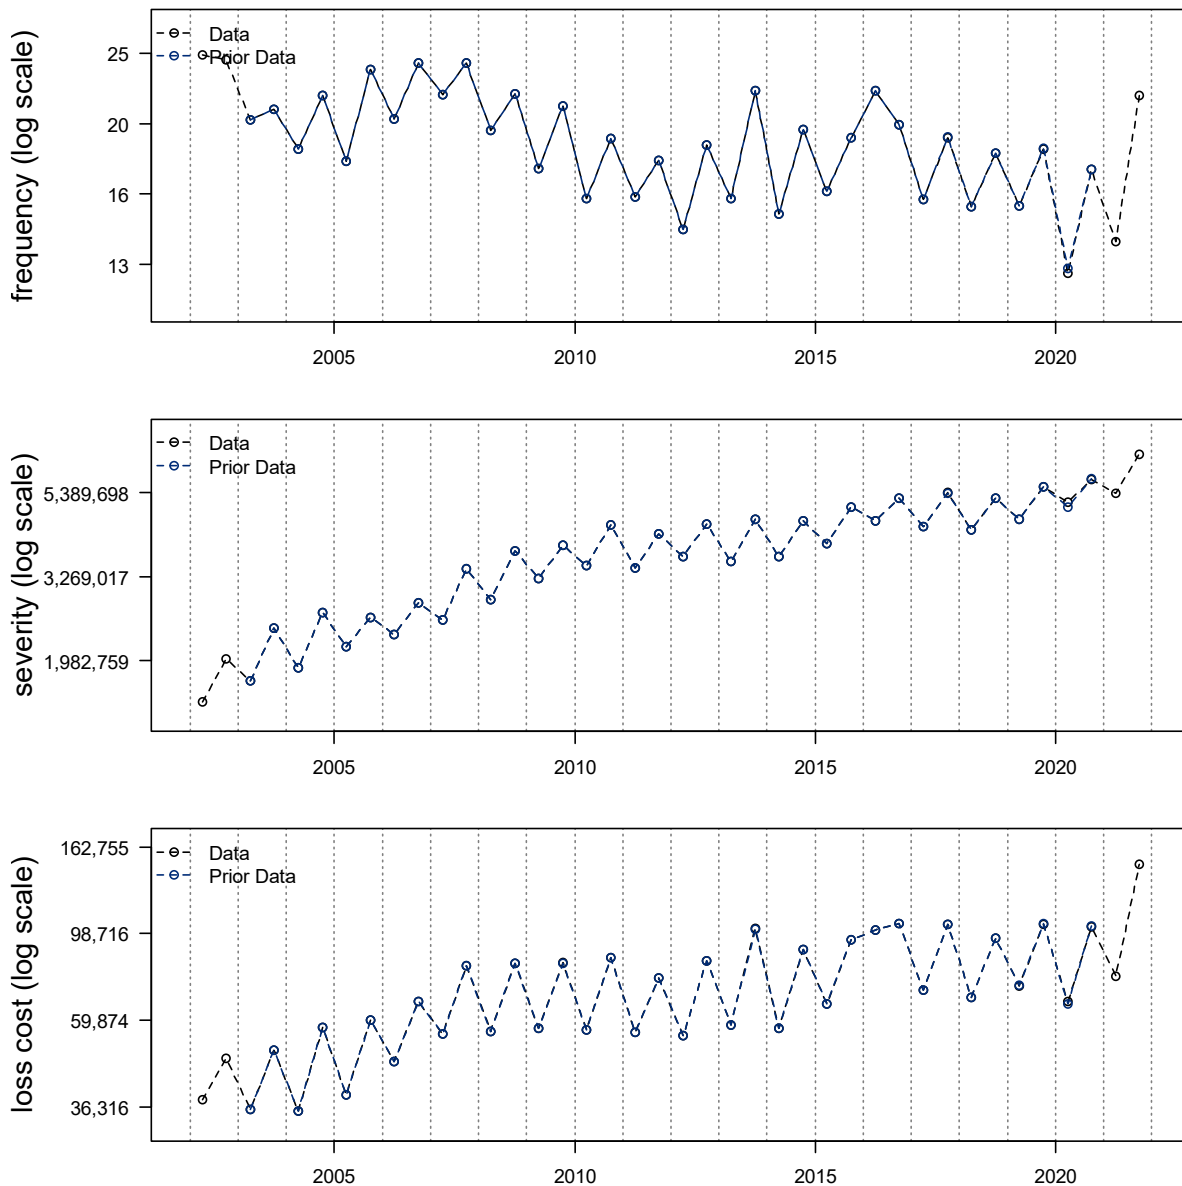 frequency (log scale)
Data
Prior Data
25
20
16
13
2005 2010 2015 2020
severity (log scale)
Data
Prior Data
5,389,698
3,269,017
1,982,759
2005 2010 2015 2020
loss cost (log scale)
Data
Prior Data
162,755
98,716
59,874
36,316
2005 2010 2015 2020